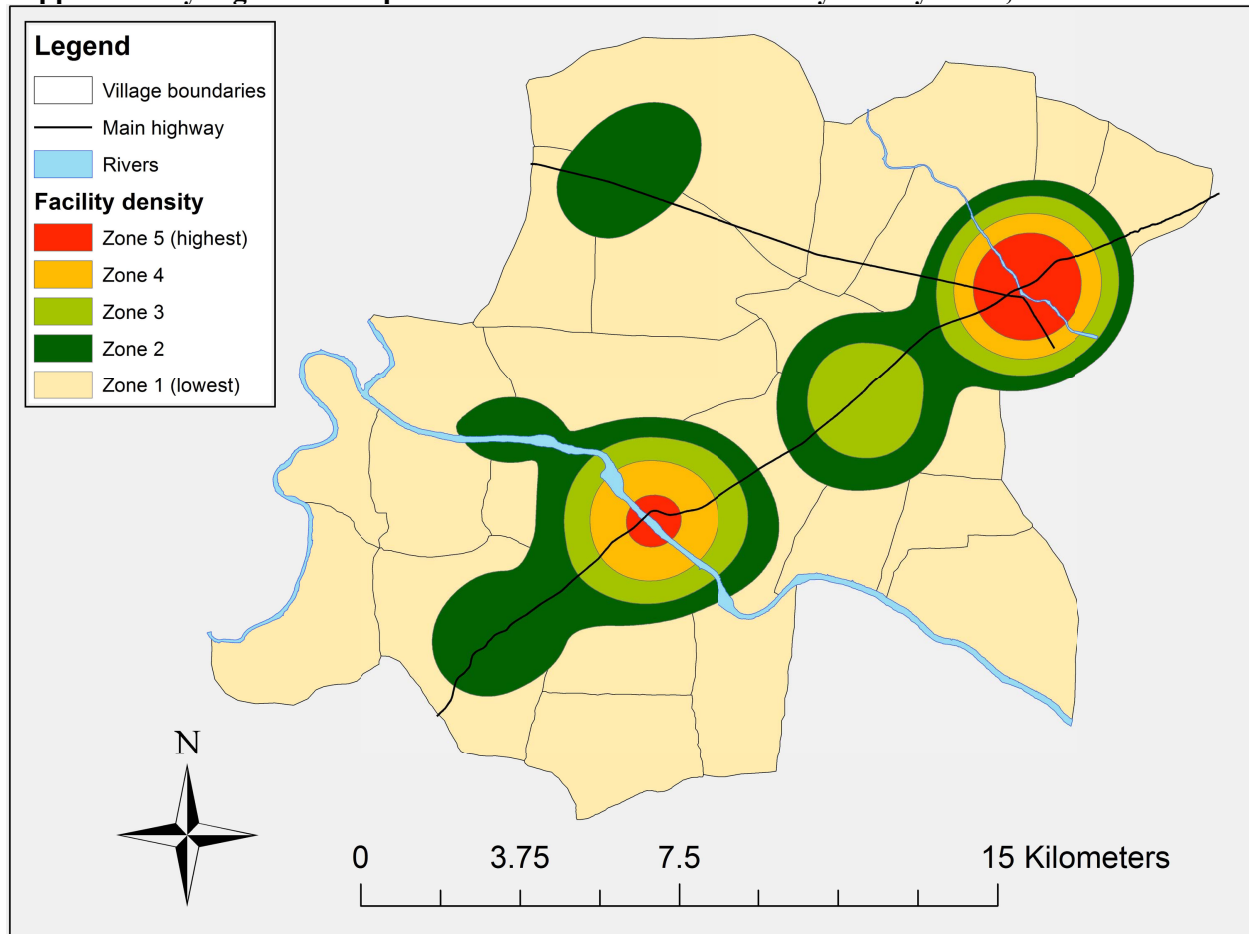 Legend
Village boundaries
Main highway
Rivers
Facility density
Zone 5 (highest)
Zone 4
Zone 3
Zone 2
Zone 1 (lowest)
N
0 3.75 7.5 15 Kilometers